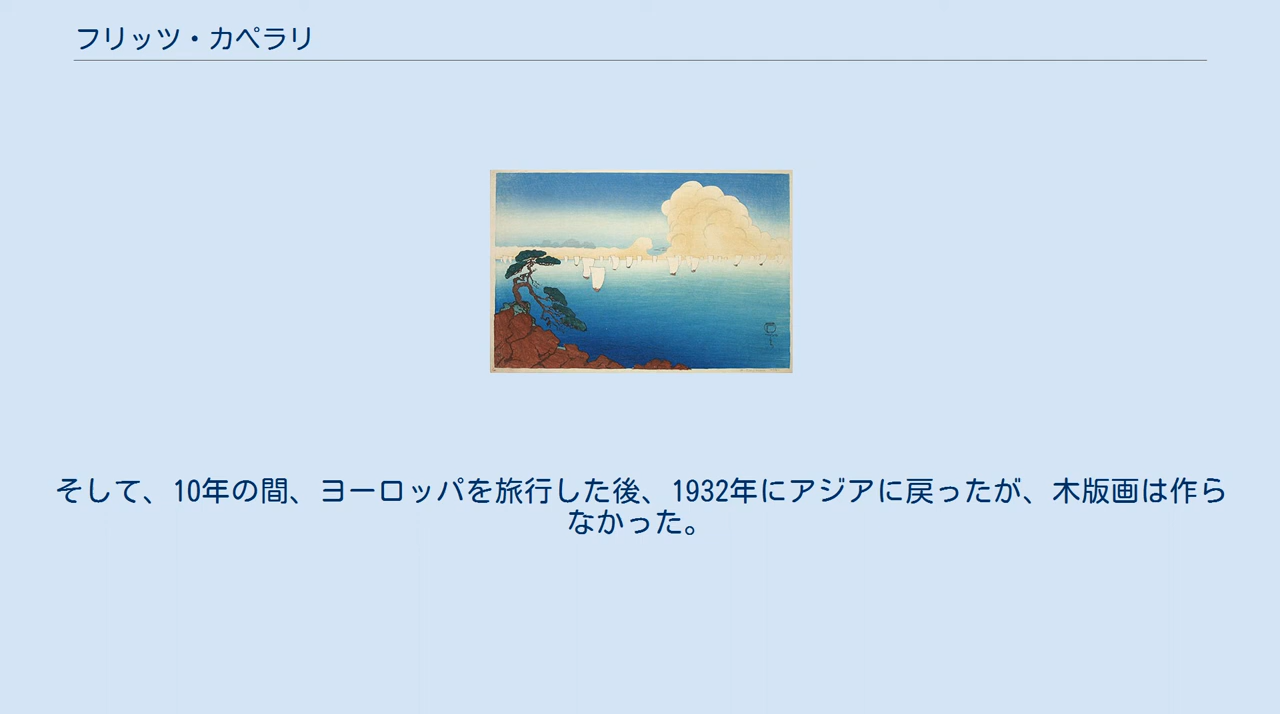 フリッツ・カペラリ
そして、10年の間、ヨーロッパを旅行した後、1932年にアジアに戻ったが、木版画は作ら
なかった。